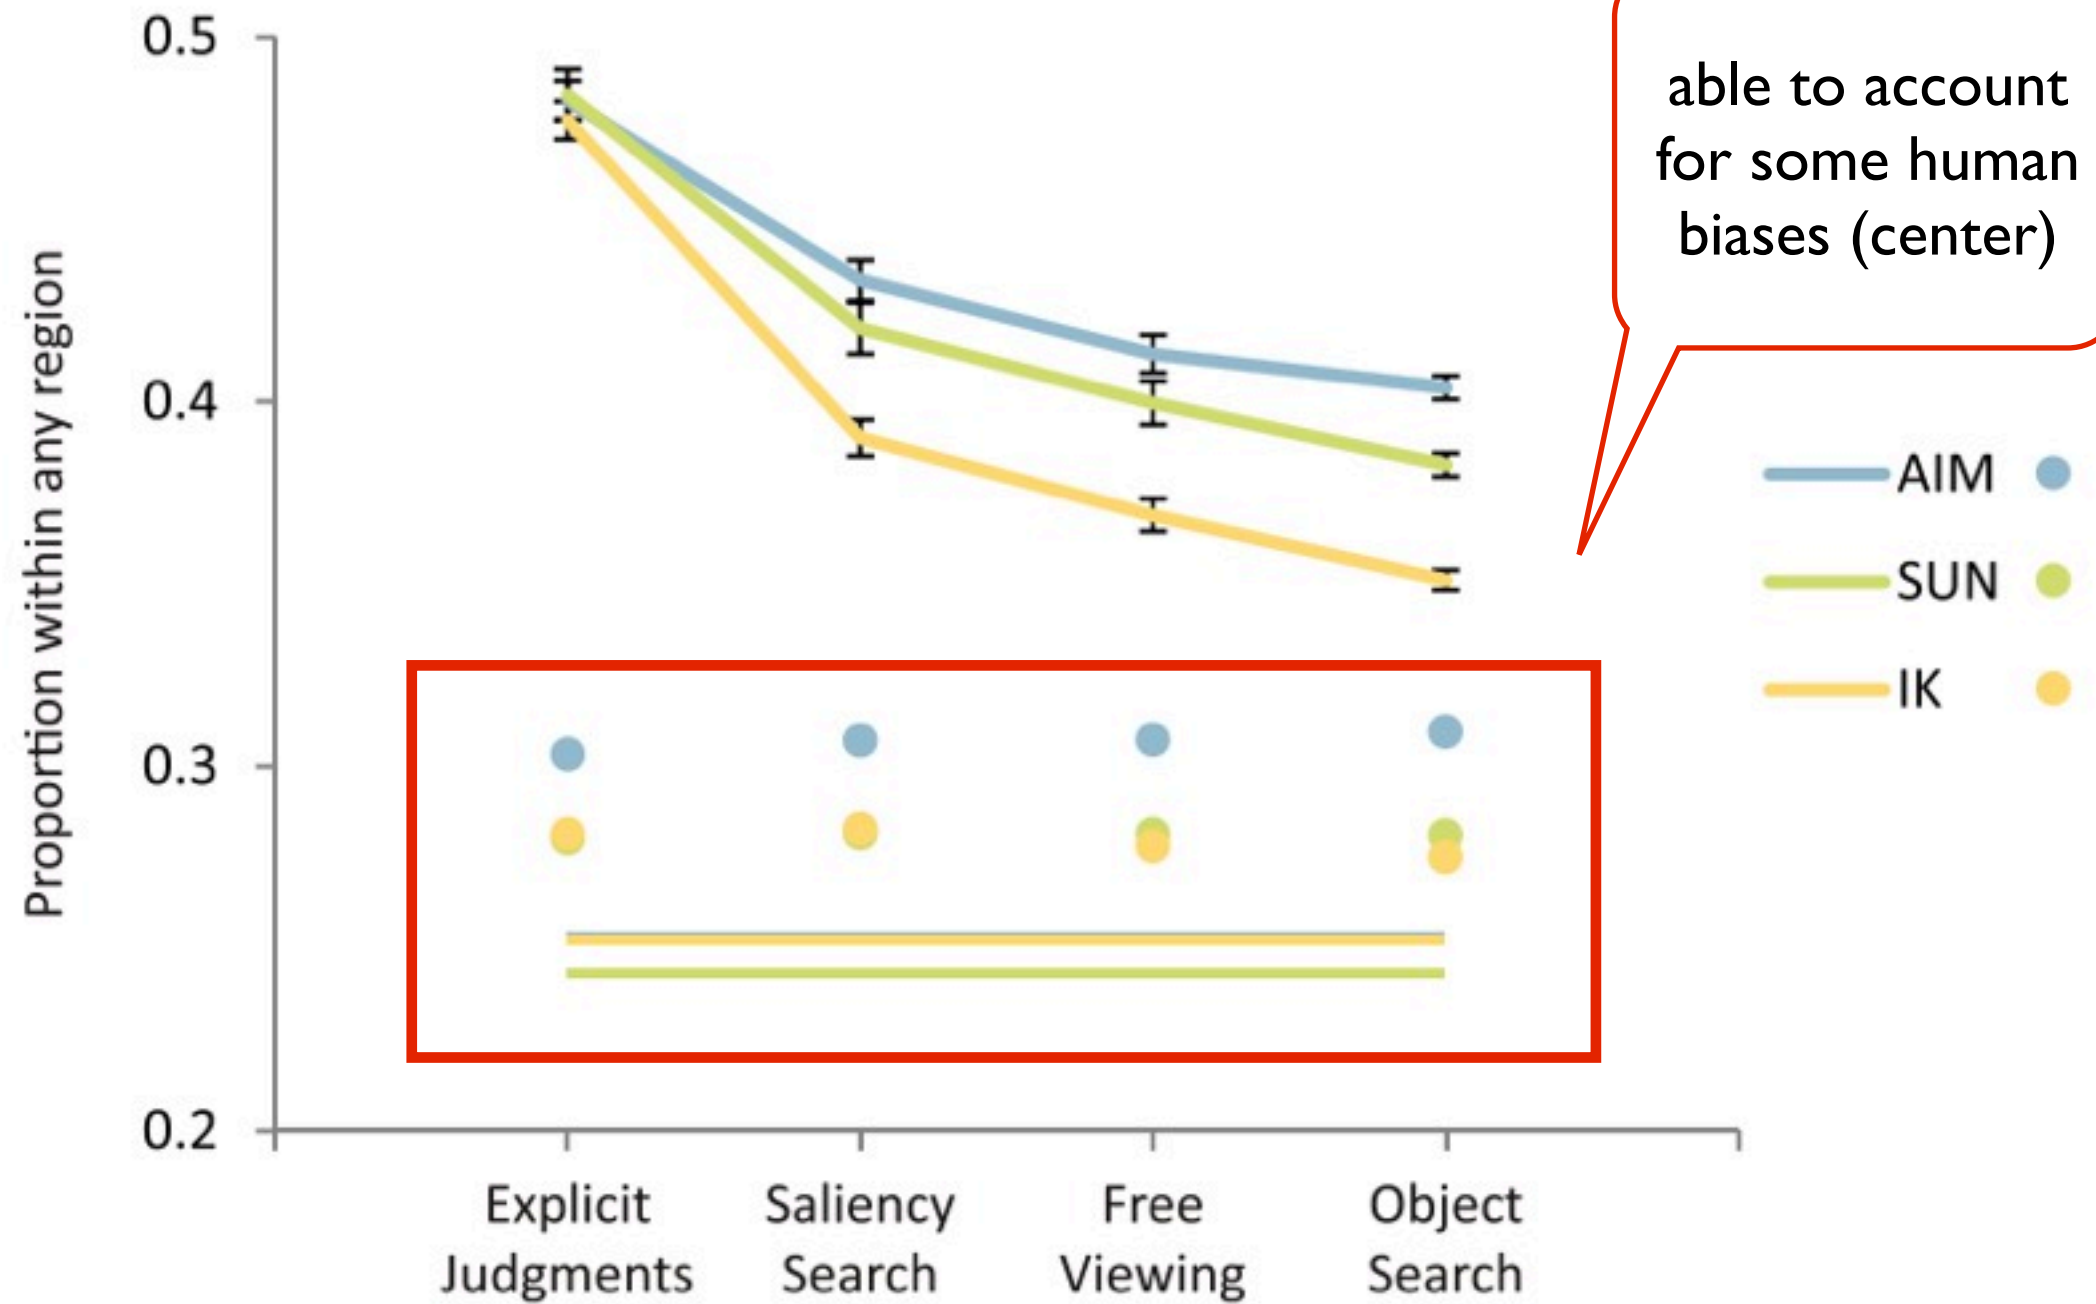 0.5
0.4
0.3
0.2
Proportion within any region
able to account
for some human
biases (center)
AIM
SUN
IK
Explicit
Judgments
Saliency
Search
Free
Viewing
Object
Search